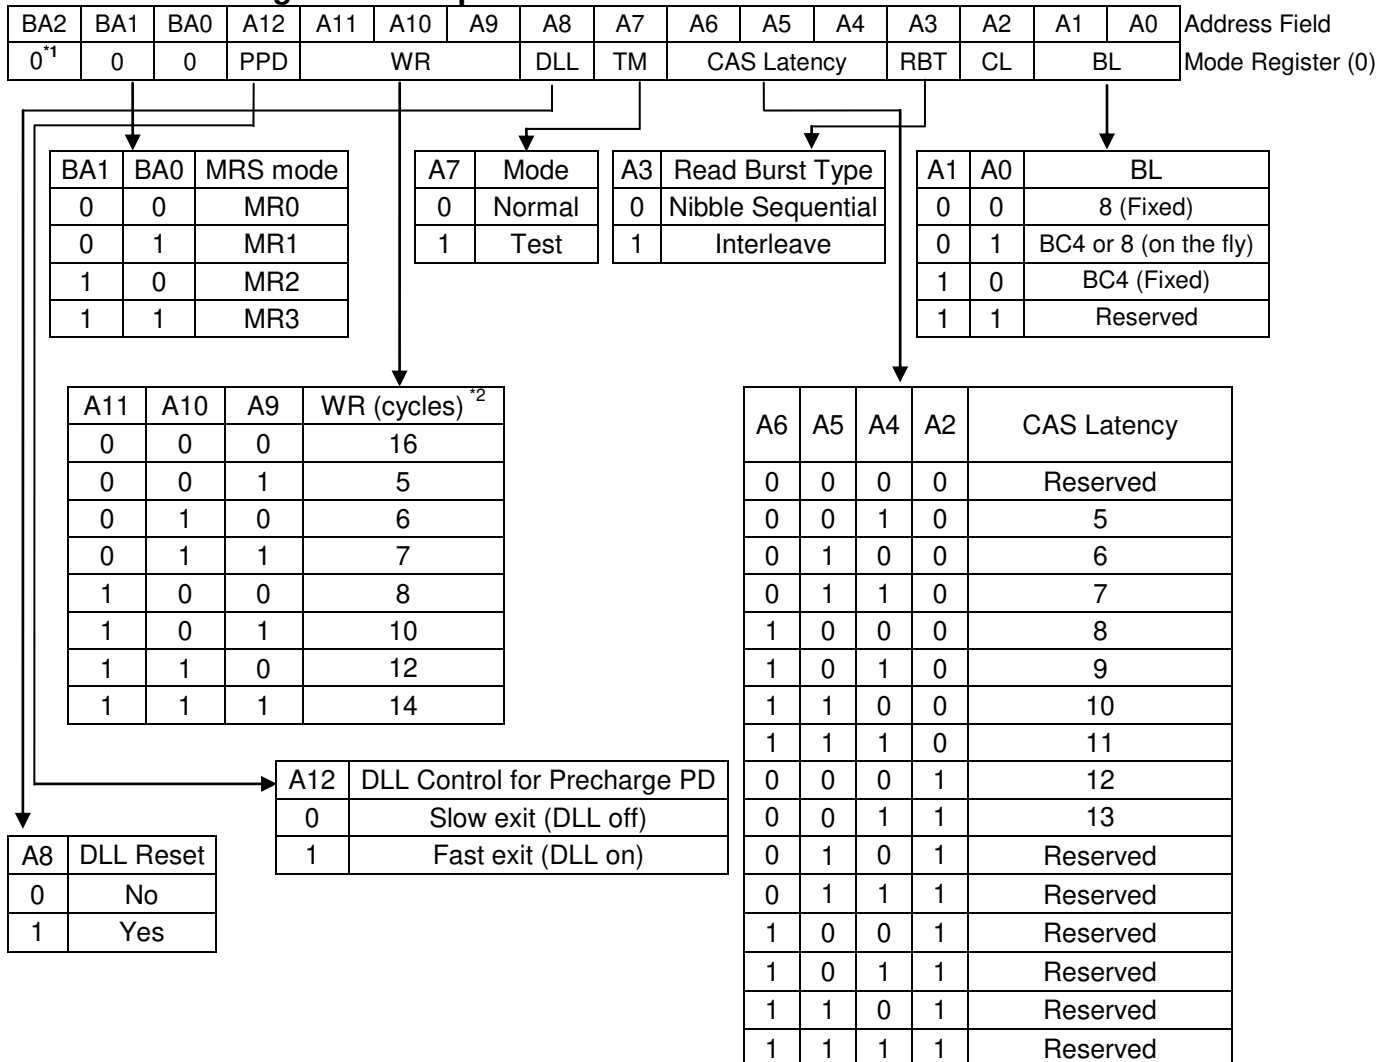 BA2 BA1 BA0 A12 A11 A10 A9 A8 A7 A6 A5 A4 A3 A2 A1 A0 Address Field
0*1 0 0 PPD WR DLL TM CAS Latency RBT CL BL Mode Register (0)
BA1 BA0 MRS mode
0 0 MR0
0 1 MR1
1 0 MR2
1 1 MR3
A7 Mode
0 Normal
1 Test
A3 Read Burst Type
0 Nibble Sequential
1 Interleave
A1 A0 BL
0 0 8 (Fixed)
0 1 BC4 or 8 (on the fly)
1 0 BC4 (Fixed)
1 1 Reserved
A11 A10 A9 WR (cycles) *2
0 0 0 16
0 0 1 5
0 1 0 6
0 1 1 7
1 0 0 8
1 0 1 10
1 1 0 12
1 1 1 14
A6 A5 A4 A2 CAS Latency
0 0 0 0 Reserved
0 0 1 0 5
0 1 0 0 6
0 1 1 0 7
1 0 0 0 8
1 0 1 0 9
1 1 0 0 10
1 1 1 0 11
0 0 0 1 12
0 0 1 1 13
0 1 0 1 Reserved
0 1 1 1 Reserved
1 0 0 1 Reserved
1 0 1 1 Reserved
1 1 0 1 Reserved
1 1 1 1 Reserved
A12 DLL Control for Precharge PD
0 Slow exit (DLL off)
1 Fast exit (DLL on)
A8 DLL Reset
0 No
1 Yes